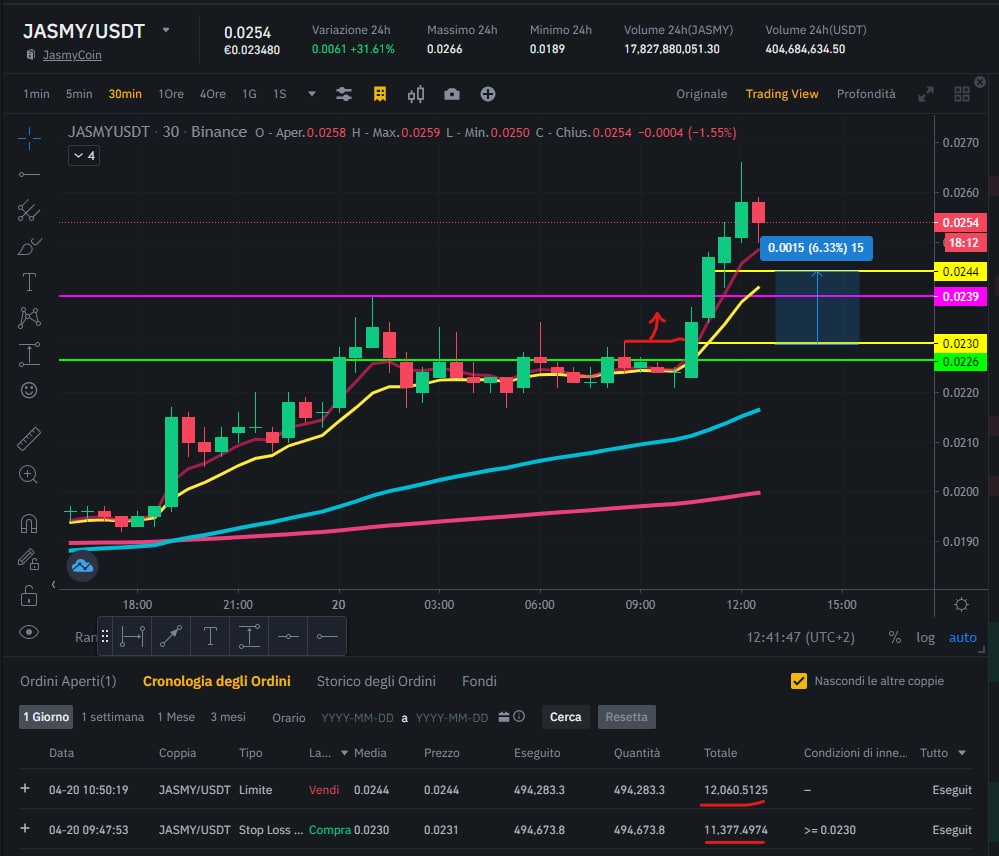 JASMY/USDT
JasmyCoin
0.0254
€0.023480
Variazione 24h
0.0061 +31.61%
Massimo 24h
0.0266
Minimo 24h
0.0189
Volume 24h(JASMY)
17,827,880,051.30
Volume 24h(USDT)
404,684,634.50
1min 5min 30min 1Ore 4Ore 1G 1S Originale Trading View Profondità
JASMYUSDT · 30 · Binance O - Aper.0.0258 H - Max.0.0259 L - Min.0.0250 C - Chius.0.0254 −0.0004 (−1.55%)
4
0.0270
0.0260
0.0254
18:12
0.0015 (6.33%) 15
0.0244
0.0239
0.0230
0.0226
0.0220
0.0210
0.0200
0.0190
18:00 21:00 20 03:00 06:00 09:00 12:00 15:00
Ran 12:41:47 (UTC+2) % log auto
Ordini Aperti(1) Cronologia degli Ordini Storico degli Ordini Fondi Nascondi le altre coppie
1 Giorno 1 settimana 1 Mese 3 mesi Orario YYYY-MM-DD a YYYY-MM-DD Cerca Resetta
Data Coppia Tipo La... Media Prezzo Eseguito Quantità Totale Condizioni di inne... Tutto
04-20 10:50:19 JASMY/USDT Limite Vendi 0.0244 0.0244 494,283.3 494,283.3 12,060.5125 – Eseguit
04-20 09:47:53 JASMY/USDT Stop Loss ... Compra 0.0230 0.0231 494,673.8 494,673.8 11,377.4974 >= 0.0230 Eseguit